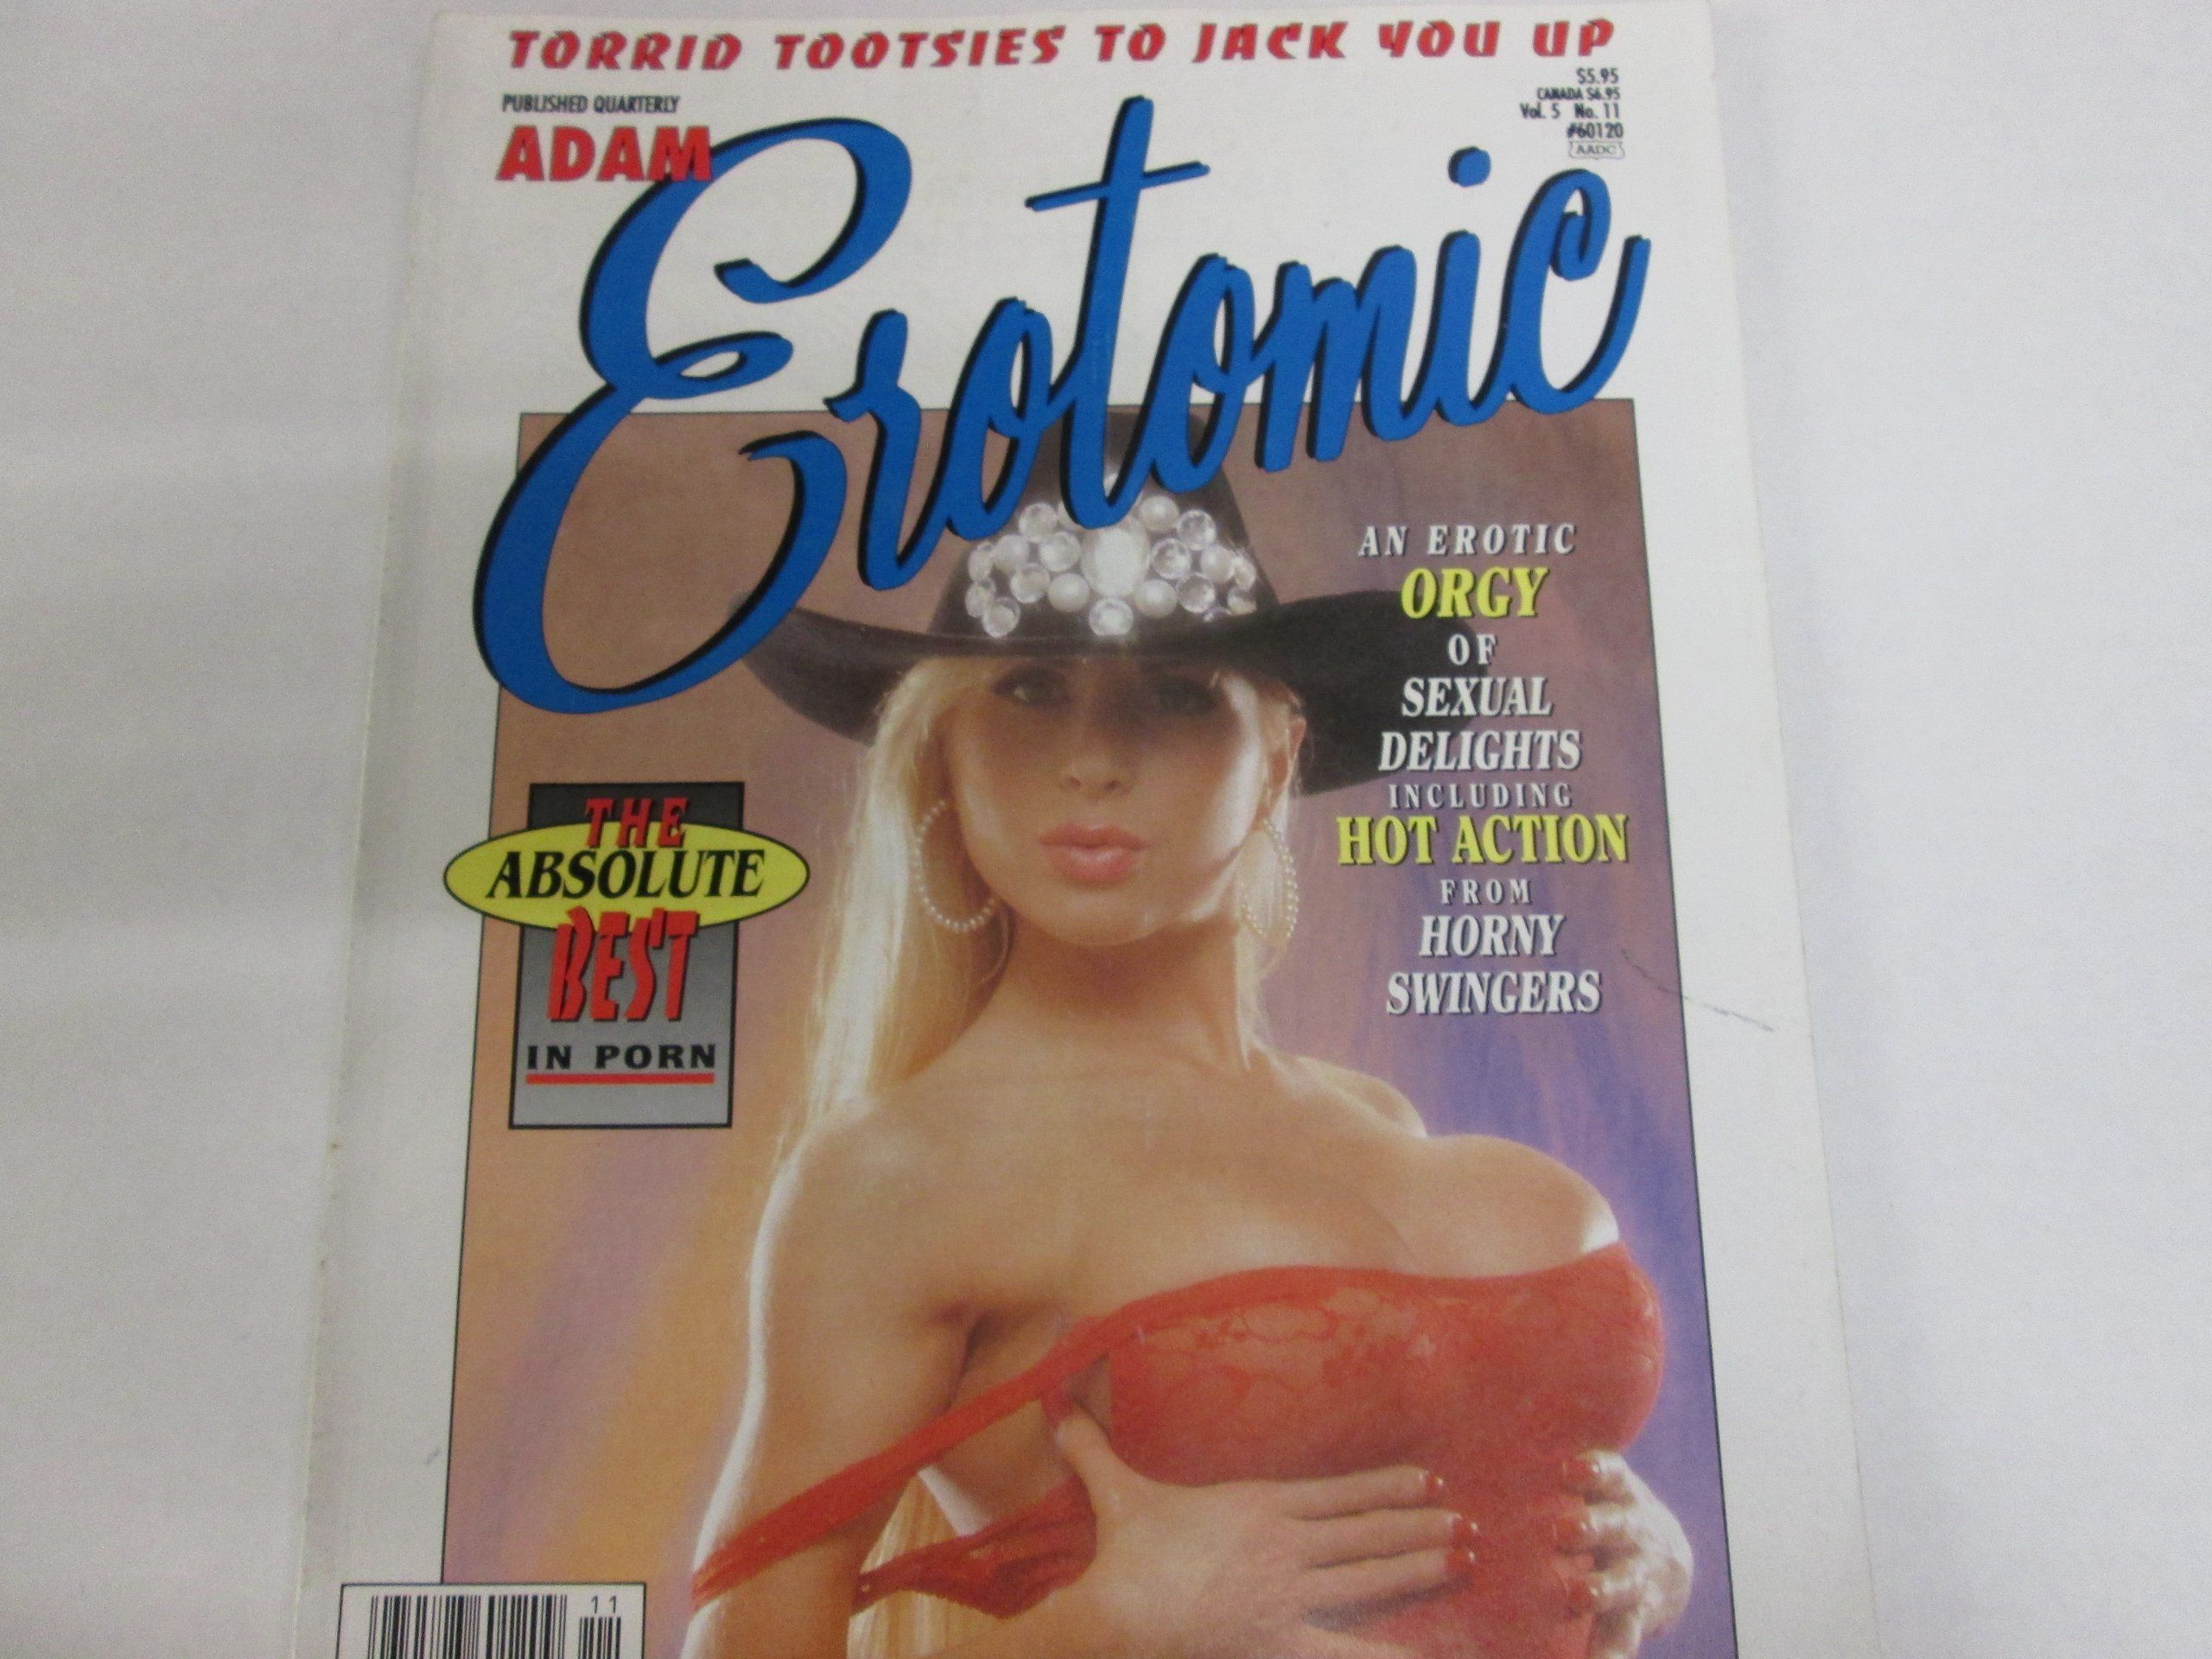 TORRID TOOTSIES TO JACK YOU UP
PUBLISHED QUARTERLY
ADAM
Erotomic
$5.95
CANADA $6.95
Vol. 5 No. 11
#60120
AADC
THE
ABSOLUTE
BEST
IN PORN
AN EROTIC
ORGY
OF
SEXUAL
DELIGHTS
INCLUDING
HOT ACTION
FROM
HORNY
SWINGERS
11